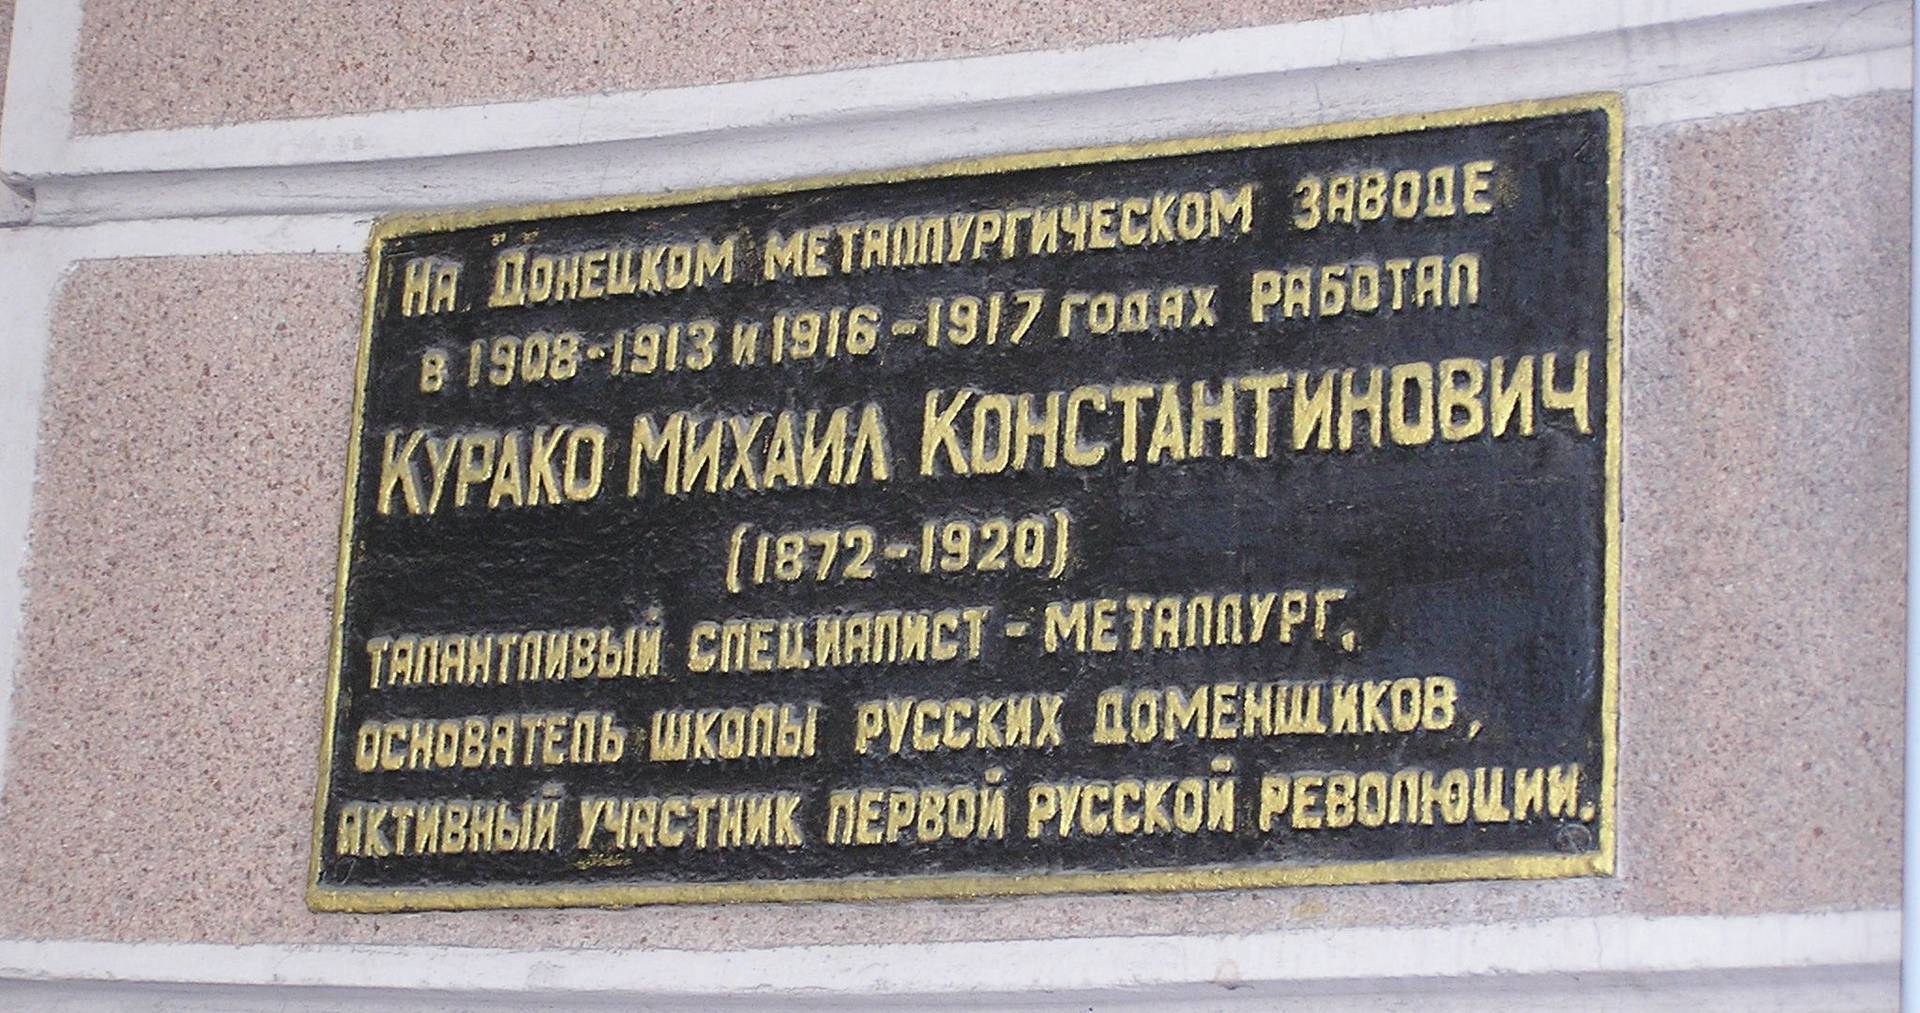 На Донецком металлургическом заводе
в 1908-1913 и 1916-1917 годах работал
Курако Михаил Константинович
(1872-1920)
талантливый специалист-металлург,
основатель школы русских доменщиков,
активный участник первой русской революции.